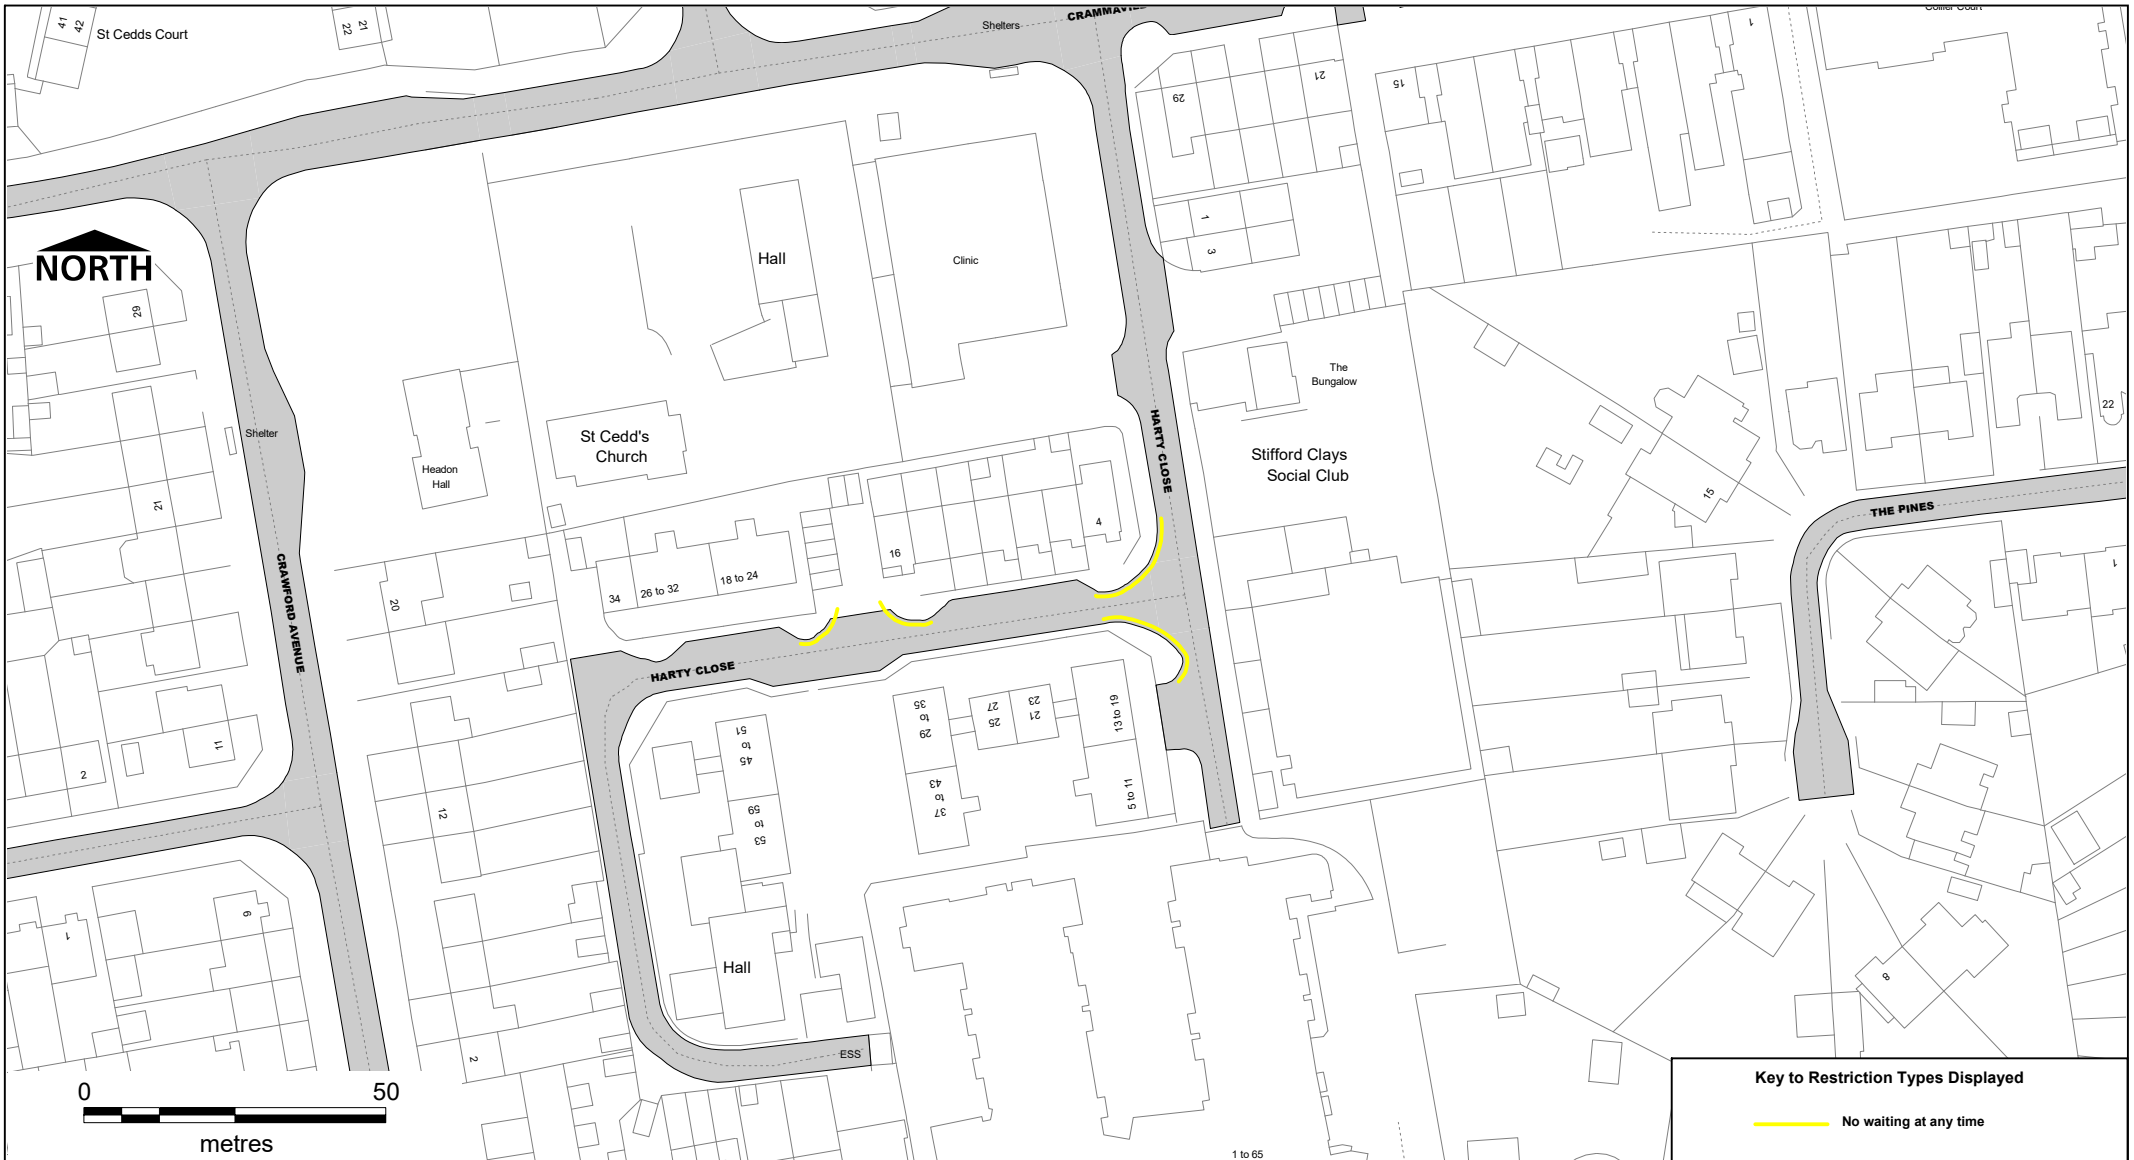 41
42
St Cedds Court
22
21
Shelters
15
1
29
21
NORTH
Hall
Clinic
1
3
29
The
Bungalow
HARTY CLOSE
22
Shelter
St Cedd's
Church
Headon
Hall
Stifford Clays
Social Club
15
THE PINES
21
4
16
CRAWFORD AVENUE
20
34
26 to 32
18 to 24
1
HARTY CLOSE
11
2
12
51
to
45
59
to
53
35
to
29
43
to
37
27
25
23
21
13 to 19
5 to 11
1
Hall
8
2
ESS
0
50
metres
1 to 65
Key to Restriction Types Displayed
No waiting at any time